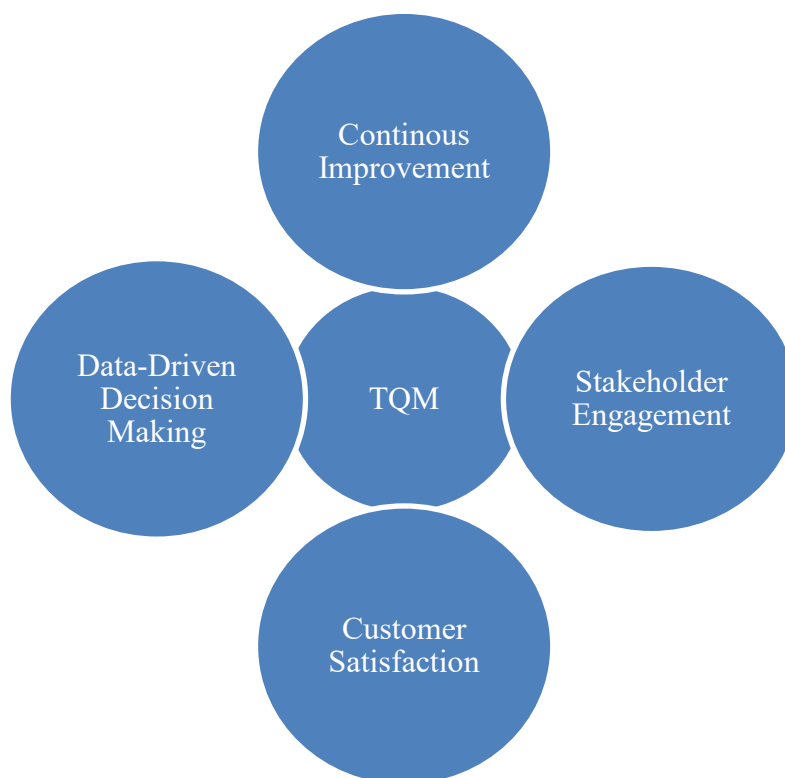 Continous
Improvement
Data-Driven
Decision
Making
TQM
Stakeholder
Engagement
Customer
Satisfaction